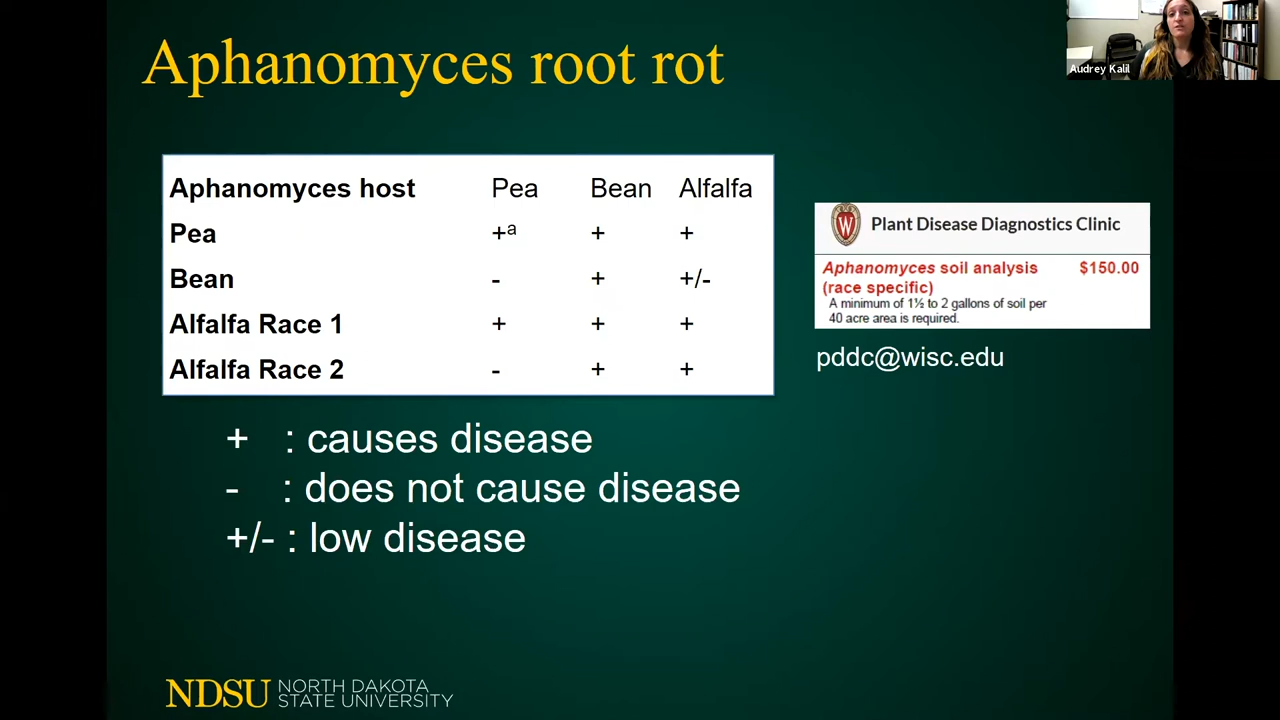 Aphanomyces root rot
Audrey Kalil
Aphanomyces host Pea Bean Alfalfa
Pea +ᵃ + +
Bean - + +/-
Alfalfa Race 1 + + +
Alfalfa Race 2 - + +
W Plant Disease Diagnostics Clinic
Aphanomyces soil analysis $150.00
(race specific)
A minimum of 1½ to 2 gallons of soil per
40 acre area is required.
pddc@wisc.edu
+ : causes disease
- : does not cause disease
+/- : low disease
NDSU NORTH DAKOTA
STATE UNIVERSITY